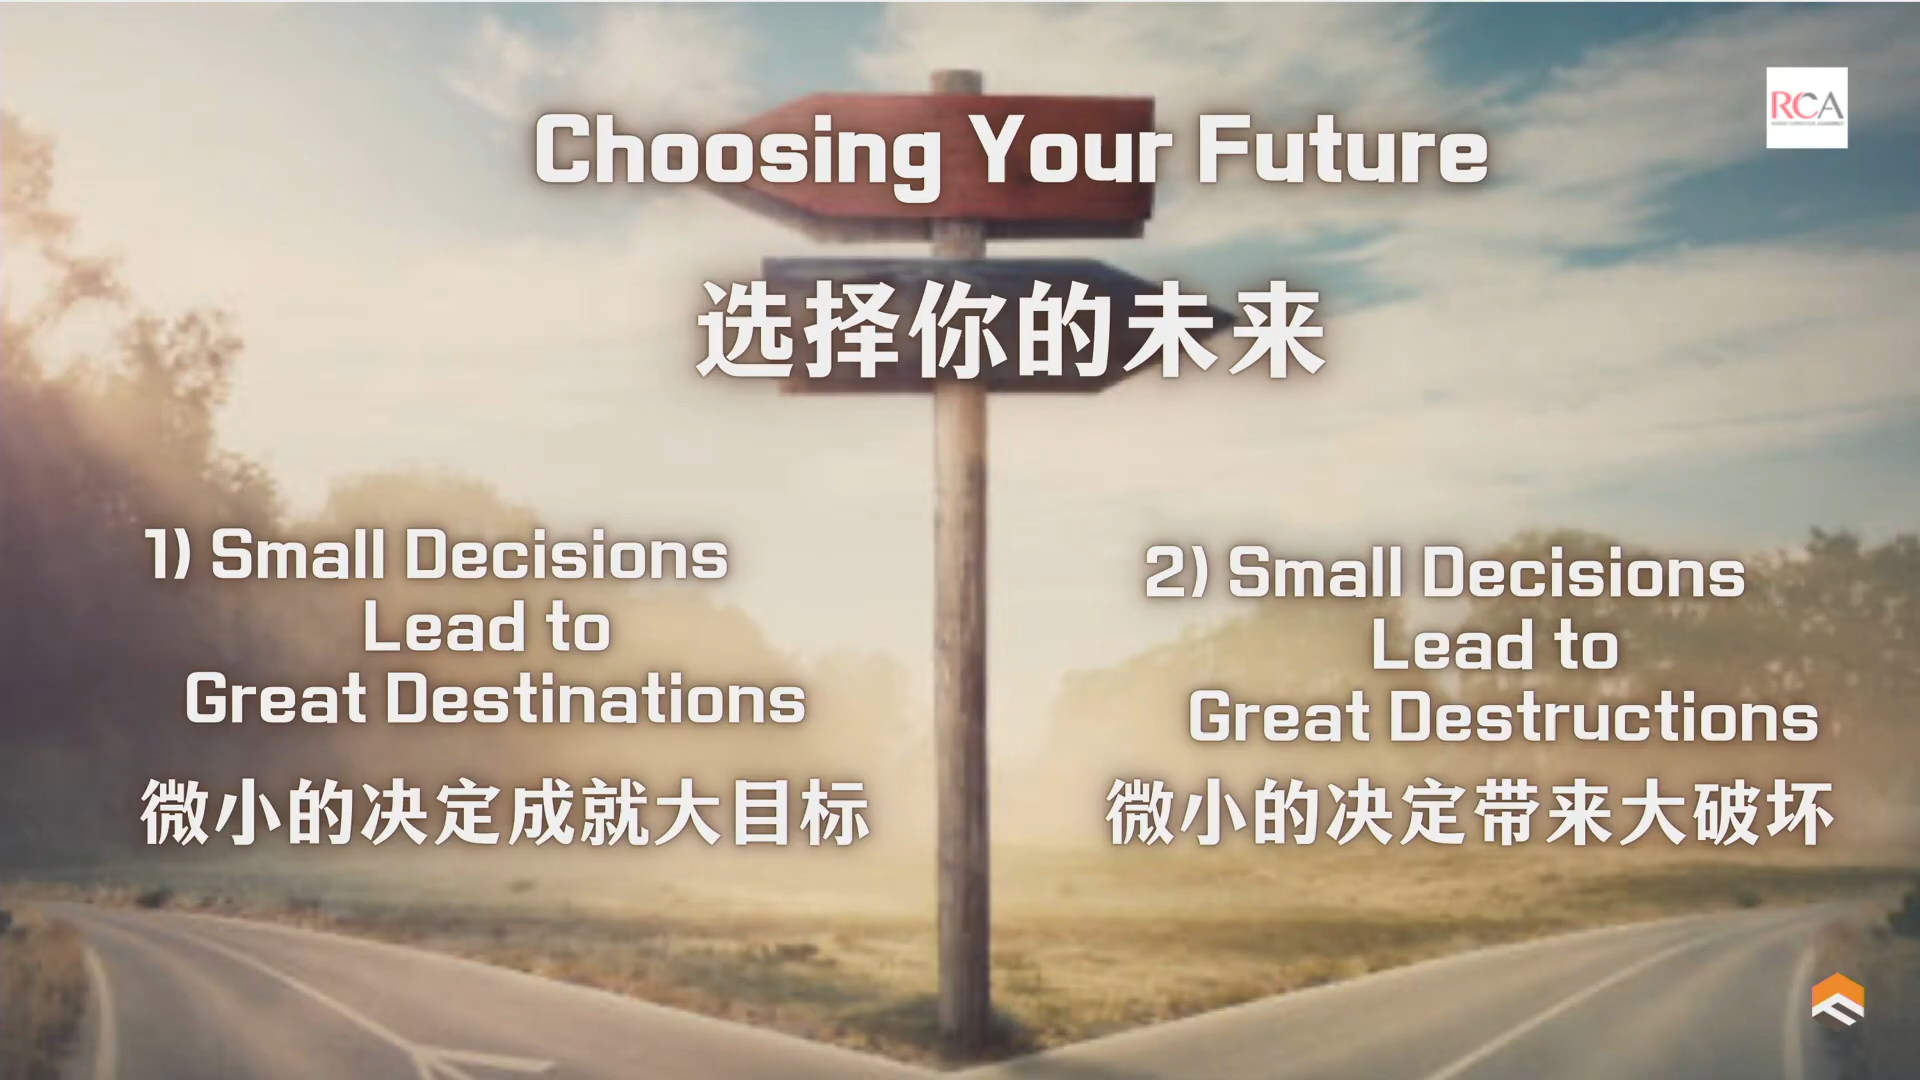 Choosing Your Future
选择你的未来
RCA
1) Small Decisions
Lead to
Great Destinations
微小的决定成就大目标
2) Small Decisions
Lead to
Great Destructions
微小的决定带来大破坏